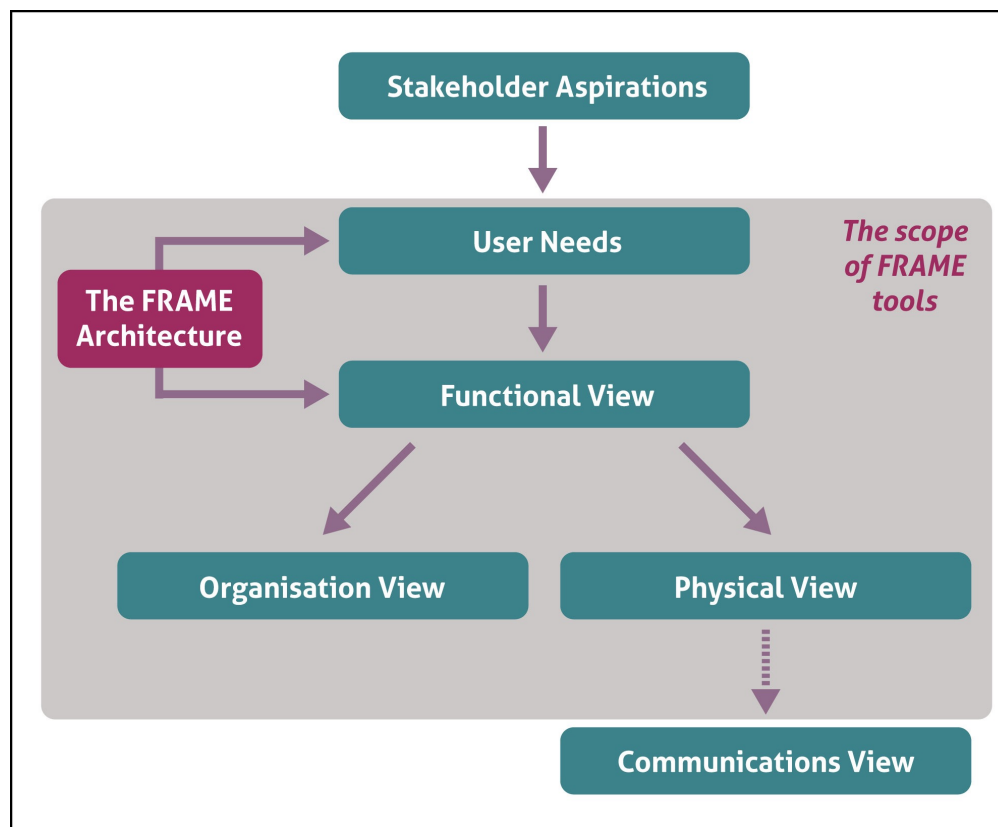 Stakeholder Aspirations
User Needs
The scope
of FRAME
tools
The FRAME
Architecture
Functional View
Organisation View
Physical View
Communications View